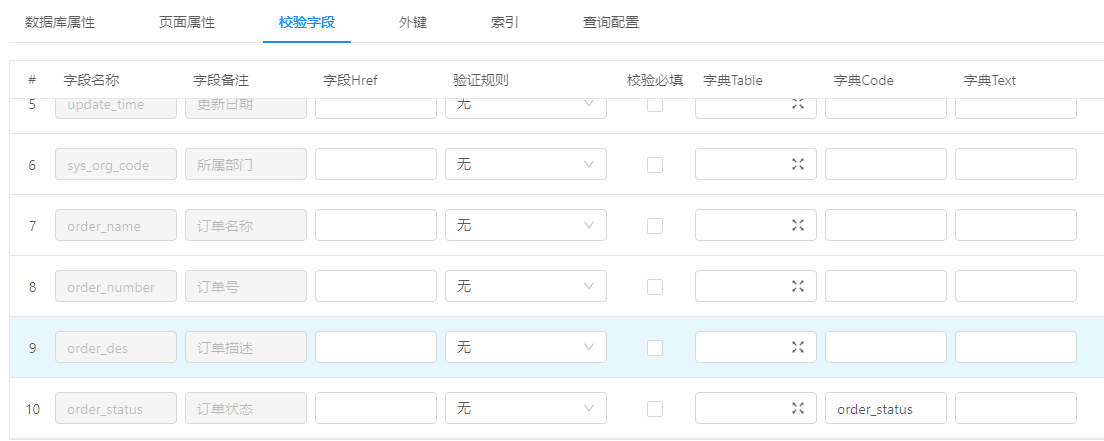 数据库属性 页面属性 校验字段 外键 索引 查询配置
# 字段名称 字段备注 字段Href 验证规则 校验必填 字典Table 字典Code 字典Text
5 update_time 更新日期 无
6 sys_org_code 所属部门 无
7 order_name 订单名称 无
8 order_number 订单号 无
9 order_des 订单描述 无
10 order_status 订单状态 无 order_status